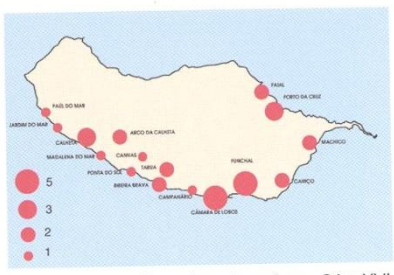 FAIAL
PORTO DA CRUZ
PAÚL DO MAR
JARDIM DO MAR
ARCO DA CALHETA
MACHICO
CALHETA
MADALENA DO MAR
CANHAS
FUNCHAL
PONTA DO SOL
TABUA
CANIÇO
RIBEIRA BRAVA
CAMPANÁRIO
CÂMARA DE LOBOS
5
3
2
1